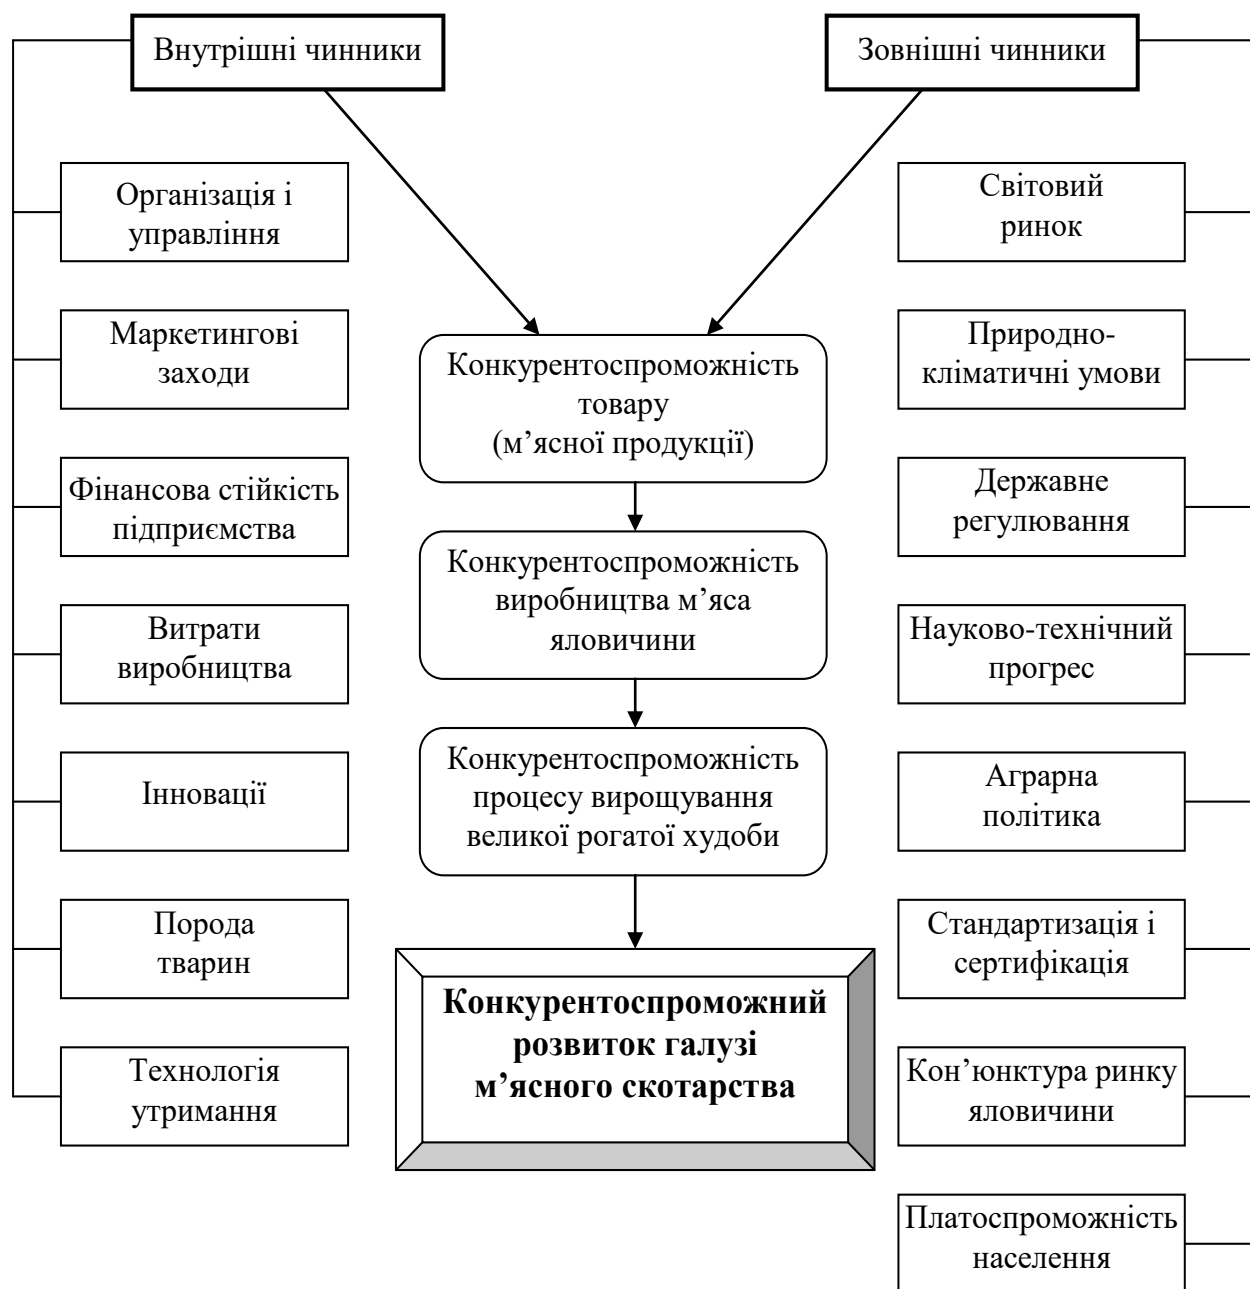 Внутрішні чинники
Зовнішні чинники
Організація і
управління
Маркетингові
заходи
Фінансова стійкість
підприємства
Витрати
виробництва
Інновації
Порода
тварин
Технологія
утримання
Конкурентоспроможність
товару
(м’ясної продукції)
Конкурентоспроможність
виробництва м’яса
яловичини
Конкурентоспроможність
процесу вирощування
великої рогатої худоби
Конкурентоспроможний
розвиток галузі
м’ясного скотарства
Світовий
ринок
Природно-
кліматичні умови
Державне
регулювання
Науково-технічний
прогрес
Аграрна
політика
Стандартизація і
сертифікація
Кон’юнктура ринку
яловичини
Платоспроможність
населення